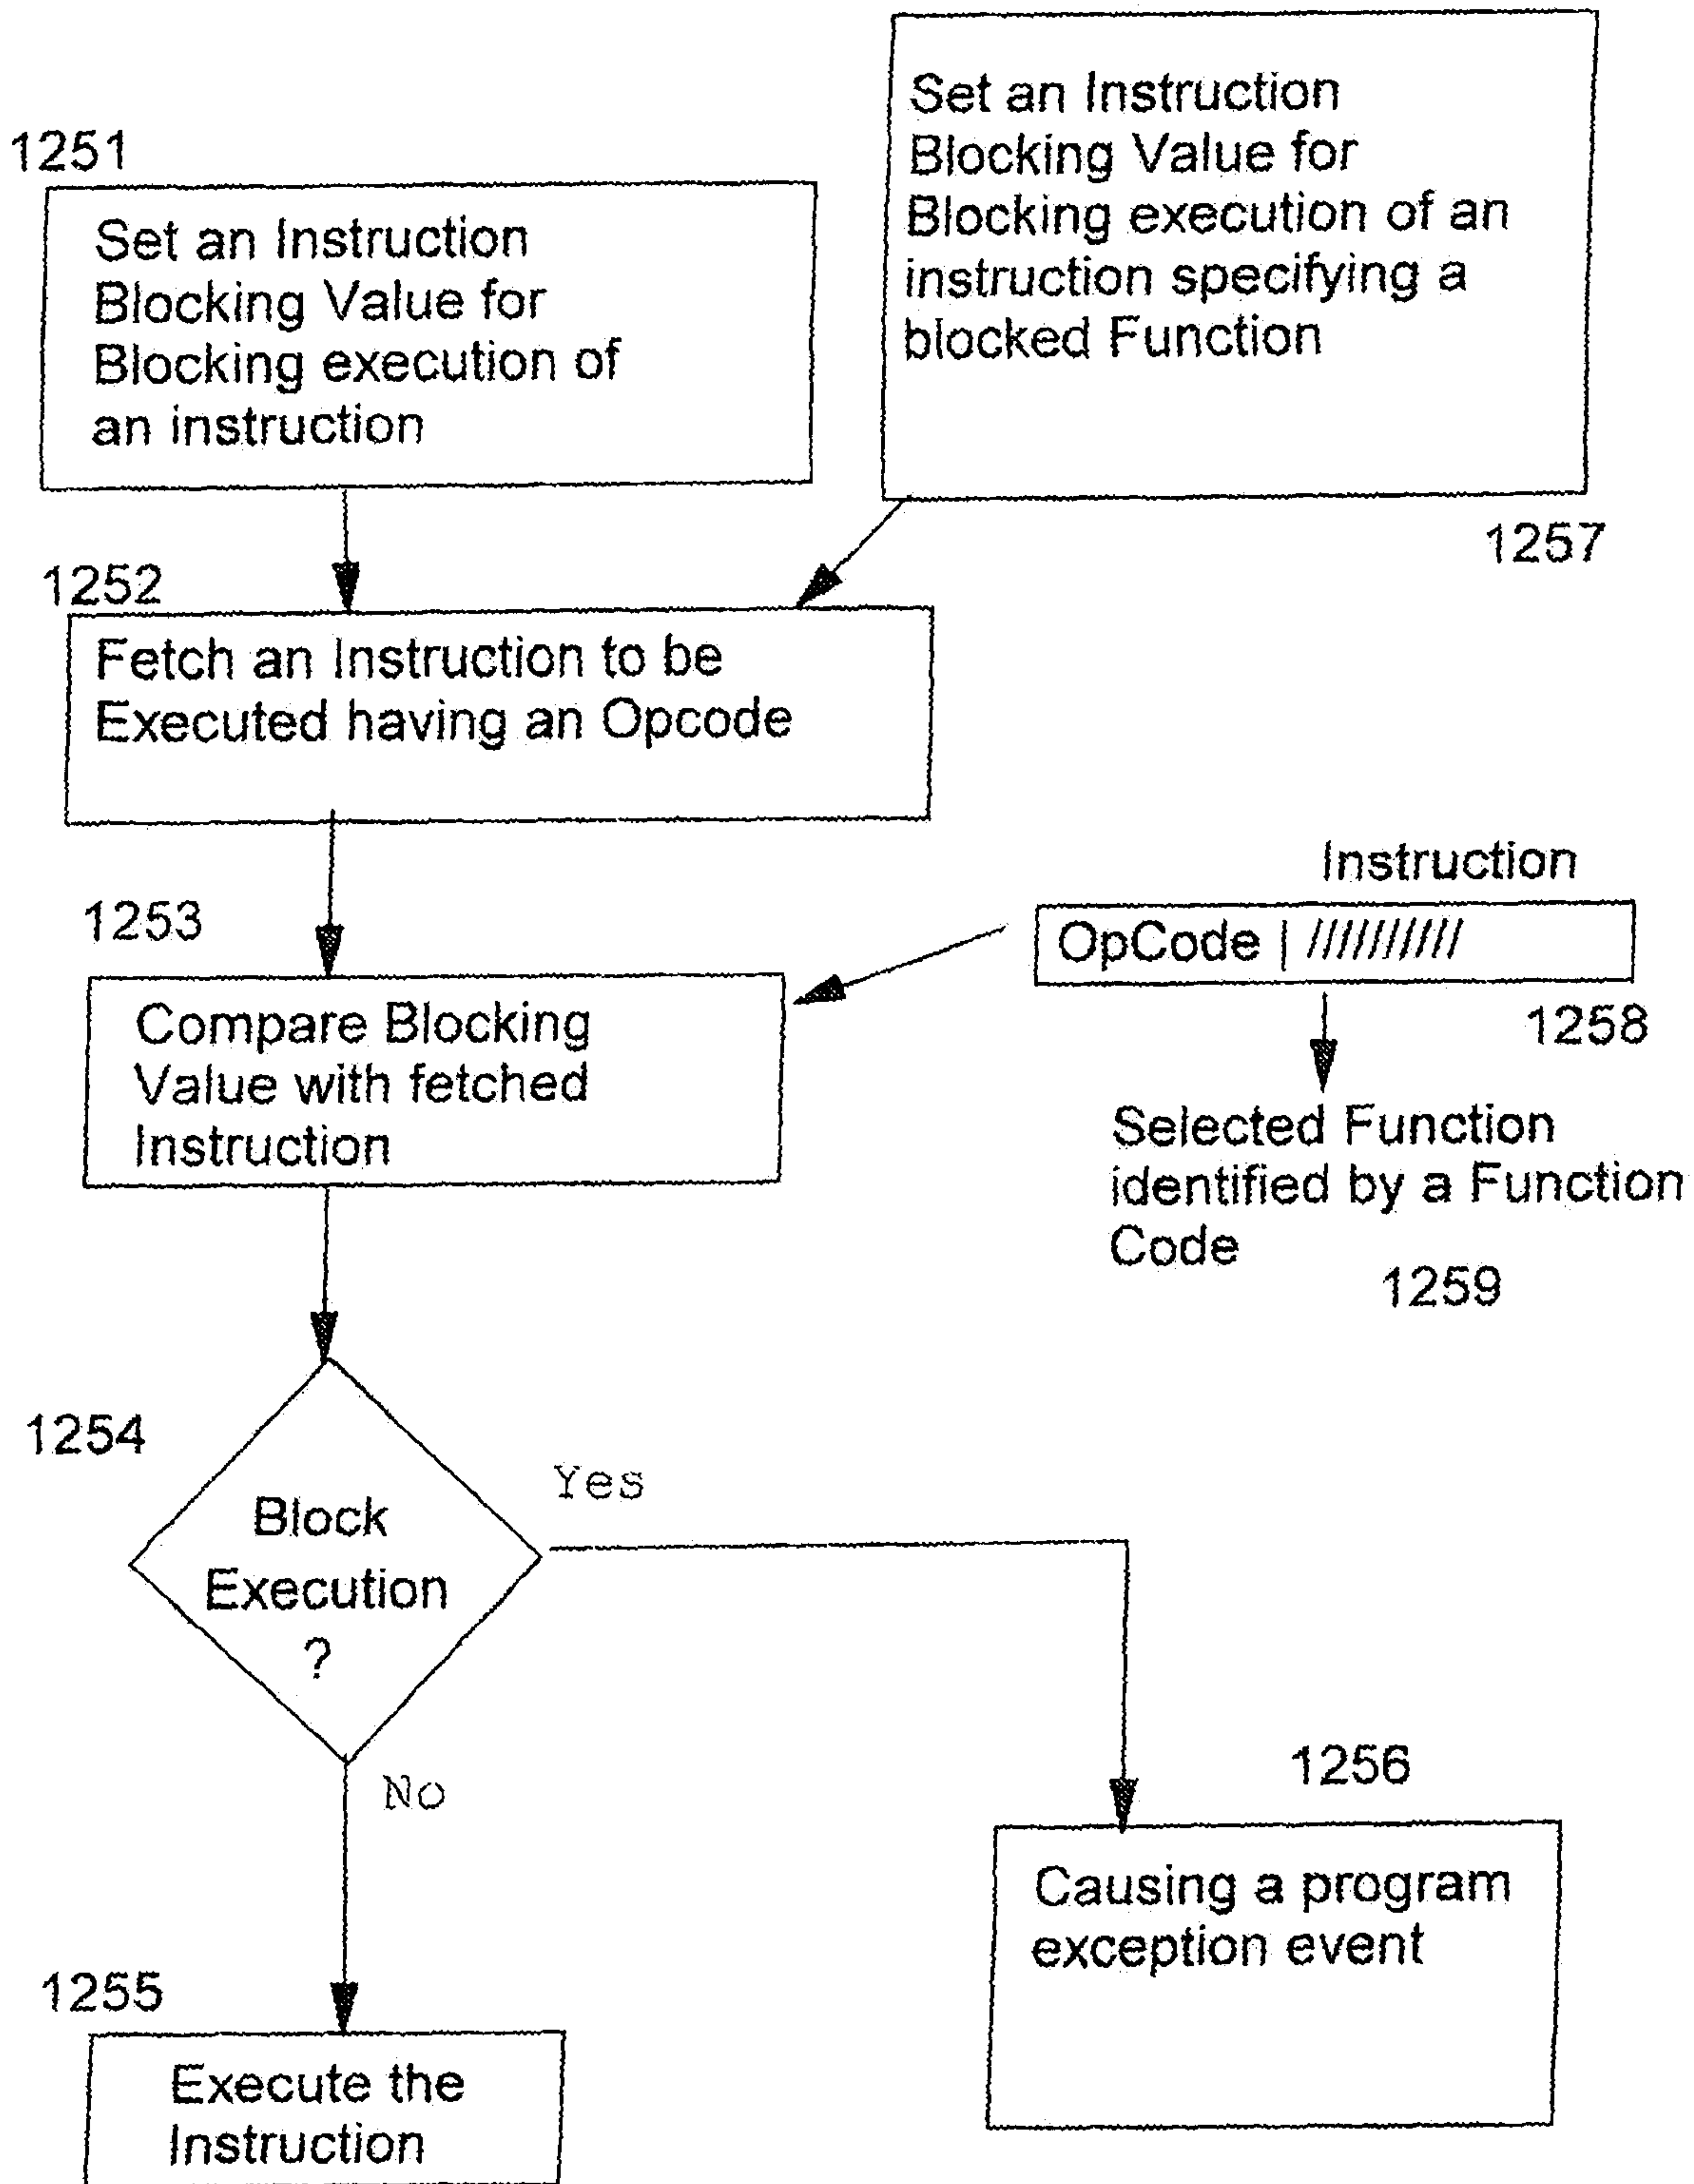 1251
Set an Instruction
Blocking Value for
Blocking execution of
an instruction
Set an Instruction
Blocking Value for
Blocking execution of an
instruction specifying a
blocked Function
1257
1252
Fetch an Instruction to be
Executed having an Opcode
1253
Compare Blocking
Value with fetched
Instruction
Instruction
OpCode | //////////
1258
Selected Function
identified by a Function
Code
1259
1254
Block
Execution
?
Yes
No
1256
Causing a program
exception event
1255
Execute the
Instruction